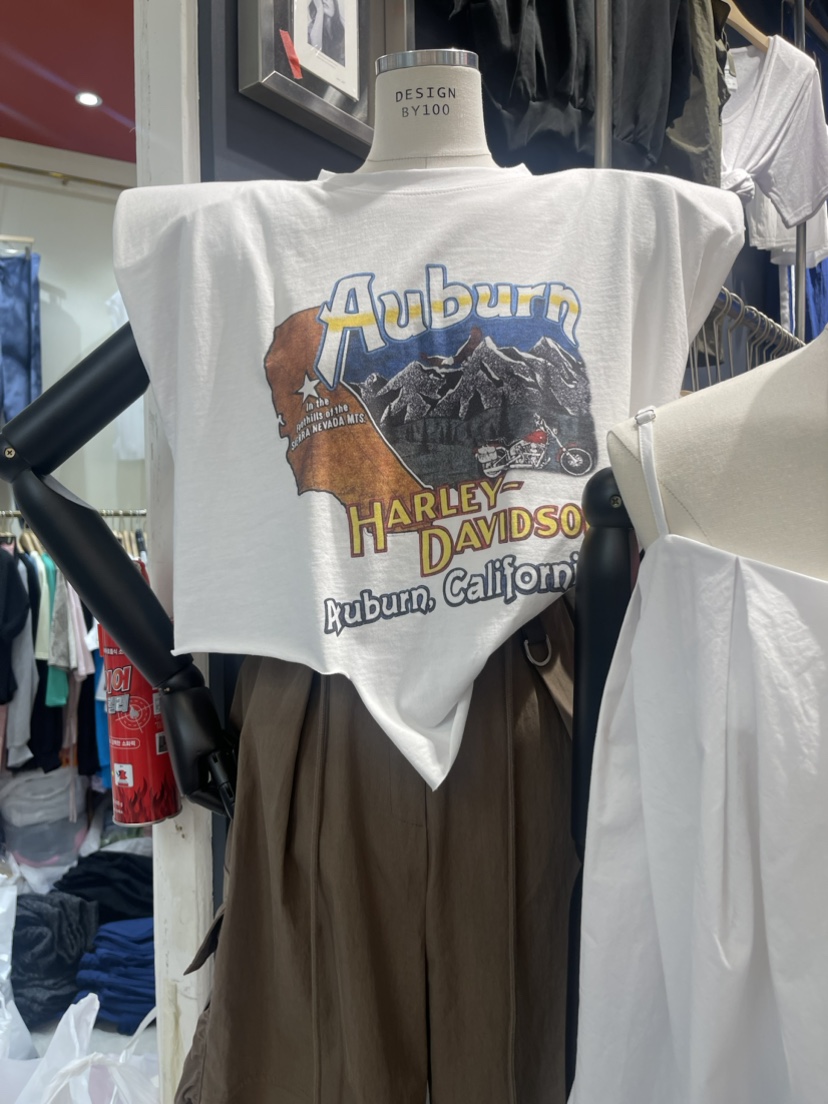 DESIGN
BY100
Auburn
In the
foothills of the
SIERRA NEVADA MTS.
HARLEY-
DAVIDSO
Auburn, Californi